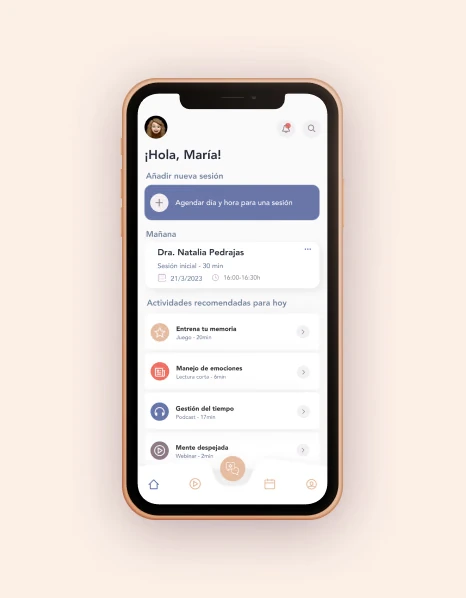 ¡Hola, María!
Añadir nueva sesión
Agendar día y hora para una sesión
Mañana
Dra. Natalia Pedrajas
Sesión inicial - 30 min
21/3/2023 16:00-16:30h
Actividades recomendadas para hoy
Entrena tu memoria
Juego - 20min
Manejo de emociones
Lectura corta - 6min
Gestión del tiempo
Podcast - 17min
Mente despejada
Webinar - 2min